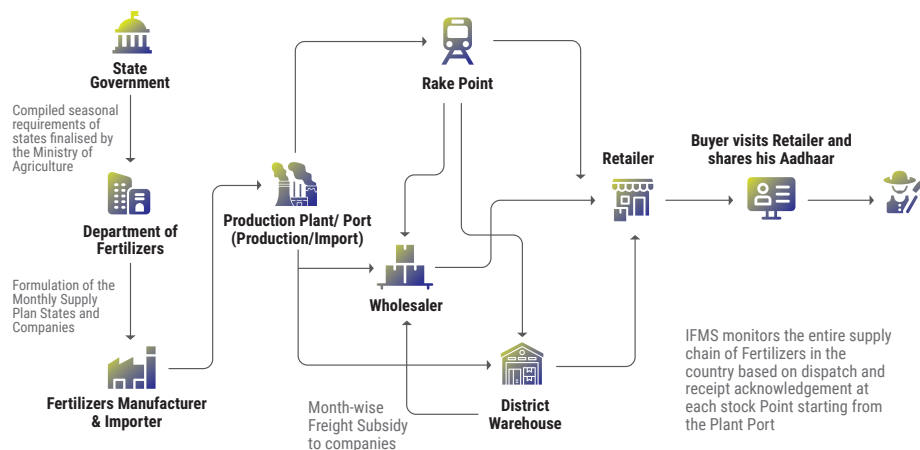 State
Government
Compiled seasonal
requirements of
states finalised by
the Ministry of
Agriculture
Department of
Fertilizers
Formulation of the
Monthly Supply
Plan States and
Companies
Fertilizers Manufacturer
& Importer
Production Plant/ Port
(Production/Import)
Rake Point
Wholesaler
Month-wise
Freight Subsidy
to companies
District
Warehouse
Retailer
Buyer visits Retailer and
shares his Aadhaar
IFMS monitors the entire supply
chain of Fertilizers in the
country based on dispatch and
receipt acknowledgement at
each stock Point starting from
the Plant Port